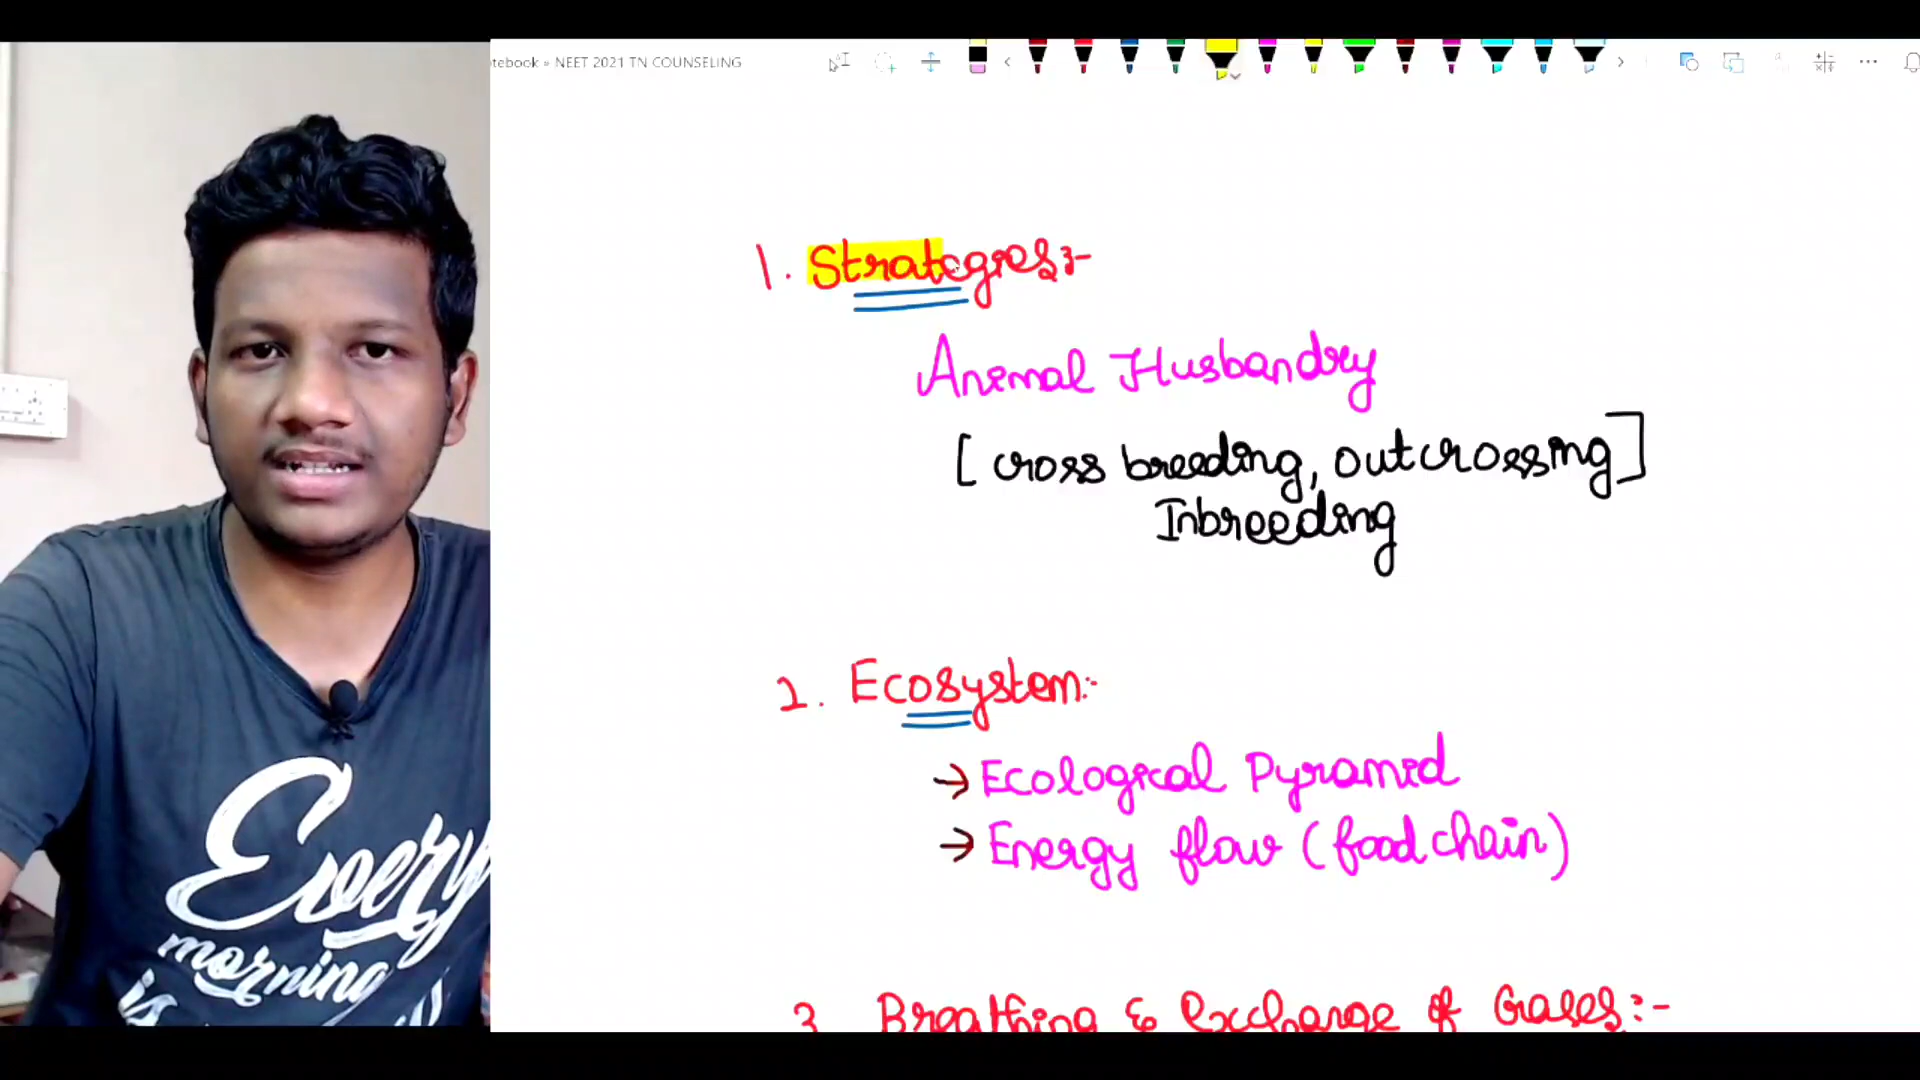 tebook » NEET 2021 TN COUNSELING
1. Strategies:-
Animal Husbandry
[cross breeding, outcrossing]
Inbreeding
2. Ecosystem:-
→ Ecological Pyramid
→ Energy flow (food chain)
3. Breathing & Exchange of Gases:-
Every
morning
is